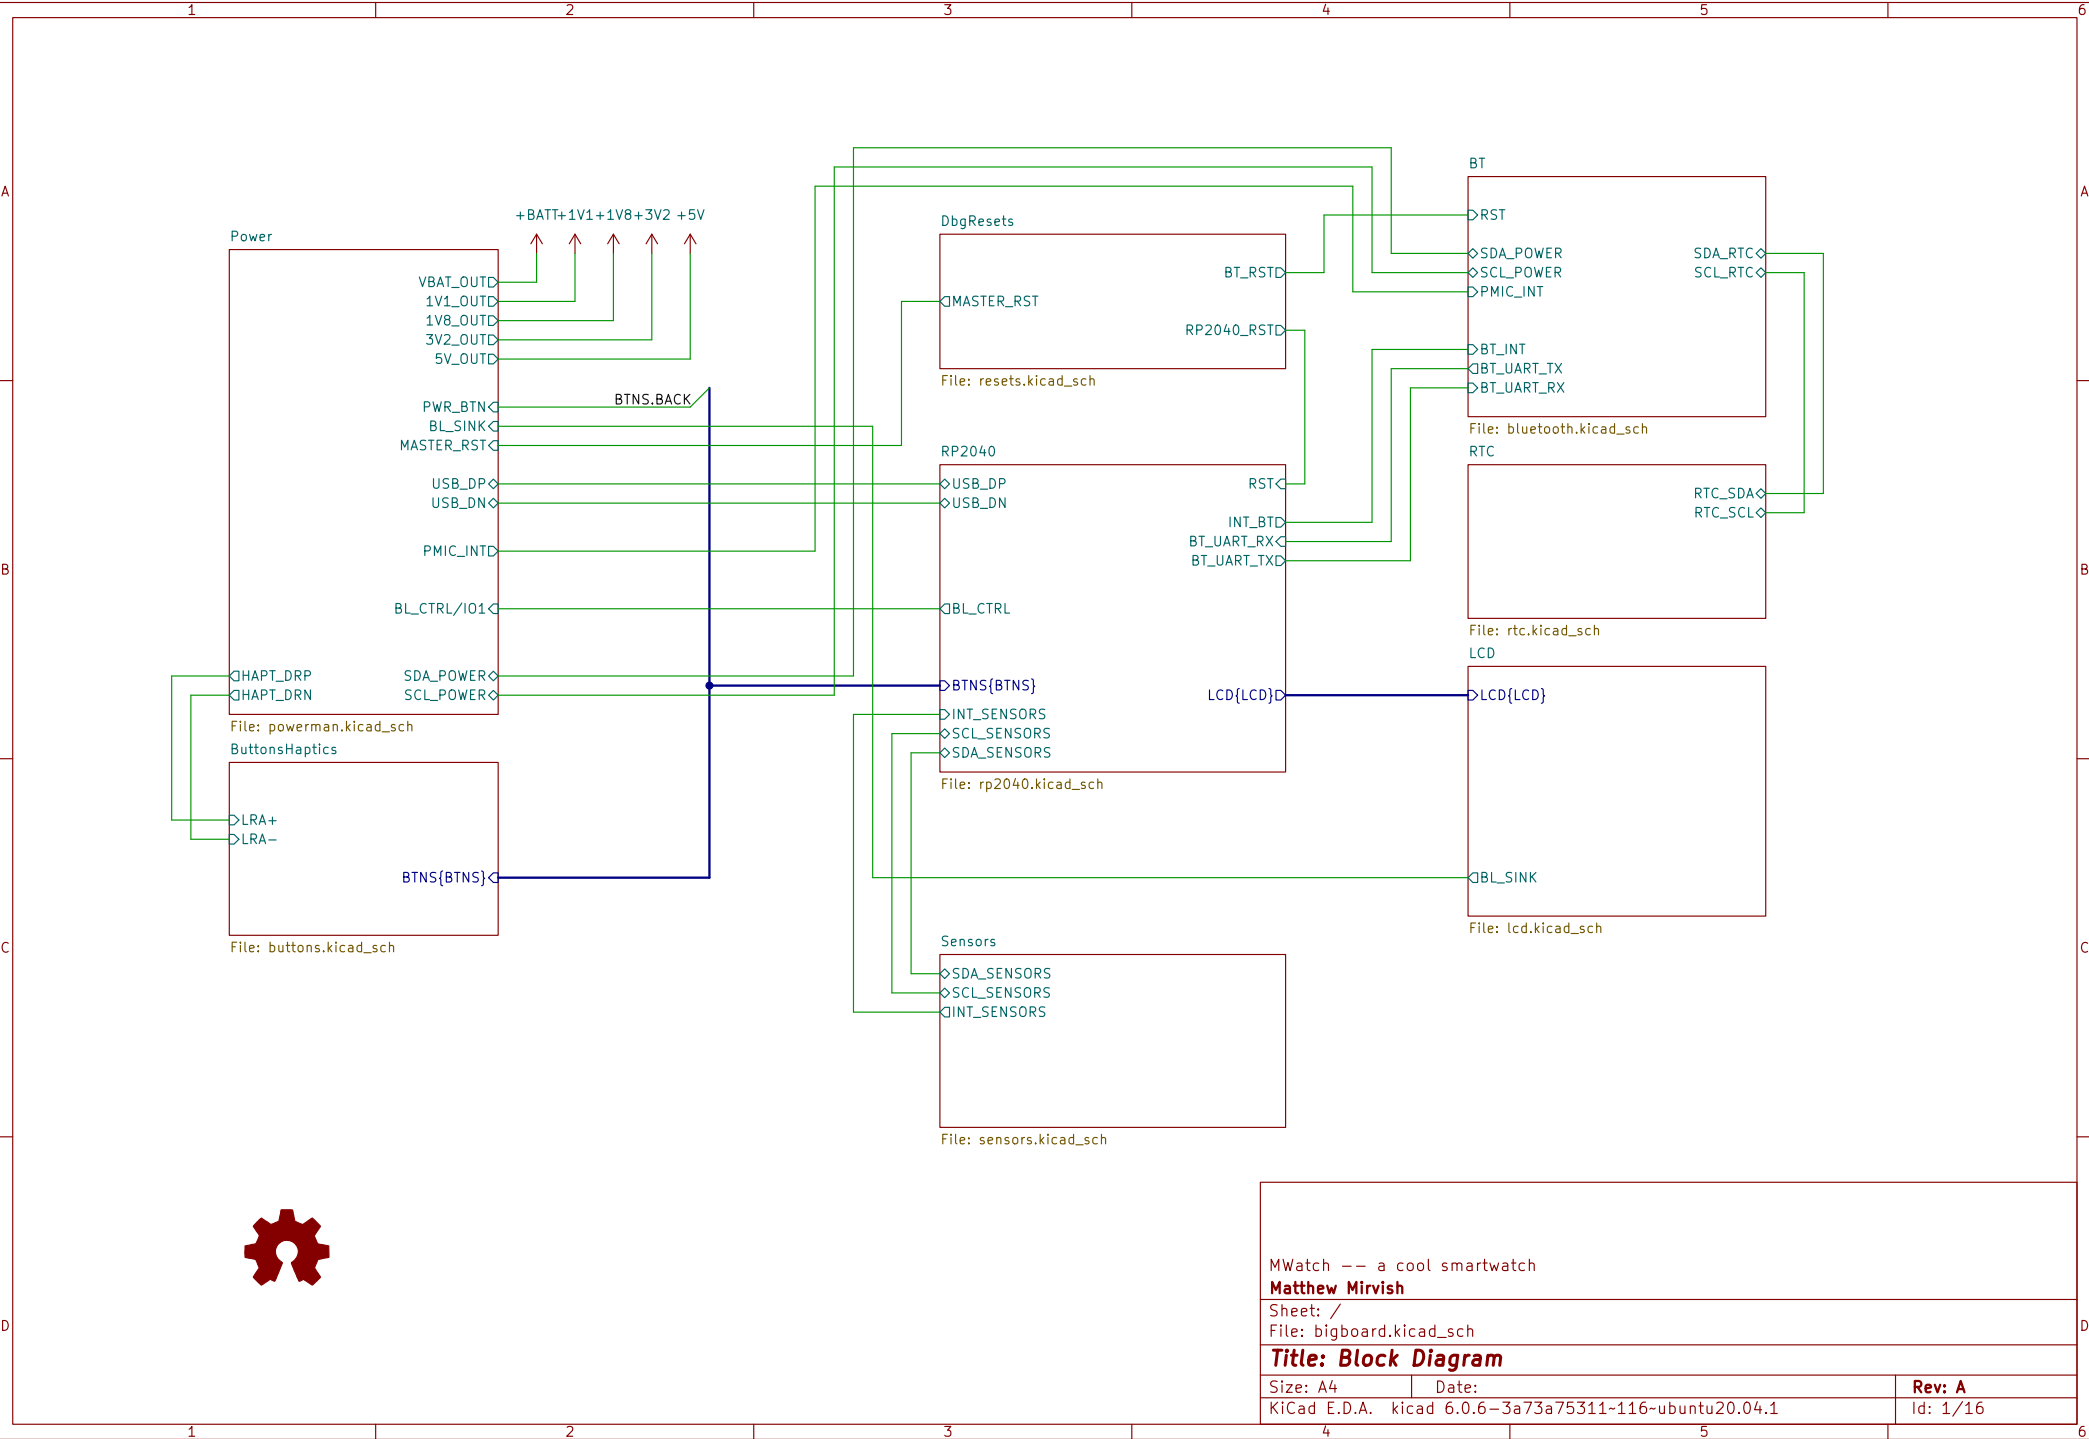 1 2 3 4 5 6
A
B
C
D
A
B
C
D
+BATT +1V1 +1V8 +3V2 +5V
Power
VBAT_OUT
1V1_OUT
1V8_OUT
3V2_OUT
5V_OUT
PWR_BTN
BTNS.BACK
BL_SINK
MASTER_RST
USB_DP
USB_DN
PMIC_INT
BL_CTRL/IO1
HAPT_DRP
HAPT_DRN
SDA_POWER
SCL_POWER
File: powerman.kicad_sch
ButtonsHaptics
LRA+
LRA-
BTNS{BTNS}
File: buttons.kicad_sch
DbgResets
BT_RST
MASTER_RST
RP2040_RST
File: resets.kicad_sch
RP2040
USB_DP
USB_DN
RST
INT_BT
BT_UART_RX
BT_UART_TX
BL_CTRL
BTNS{BTNS}
LCD{LCD}
INT_SENSORS
SCL_SENSORS
SDA_SENSORS
File: rp2040.kicad_sch
Sensors
SDA_SENSORS
SCL_SENSORS
INT_SENSORS
File: sensors.kicad_sch
BT
RST
SDA_POWER
SCL_POWER
PMIC_INT
SDA_RTC
SCL_RTC
BT_INT
BT_UART_TX
BT_UART_RX
File: bluetooth.kicad_sch
RTC
RTC_SDA
RTC_SCL
File: rtc.kicad_sch
LCD
LCD{LCD}
BL_SINK
File: lcd.kicad_sch
MWatch -- a cool smartwatch
Matthew Mirvish
Sheet: /
File: bigboard.kicad_sch
Title: Block Diagram
Size: A4 Date: Rev: A
KiCad E.D.A. kicad 6.0.6-3a73a75311~116~ubuntu20.04.1 Id: 1/16
1 2 3 4 5 6